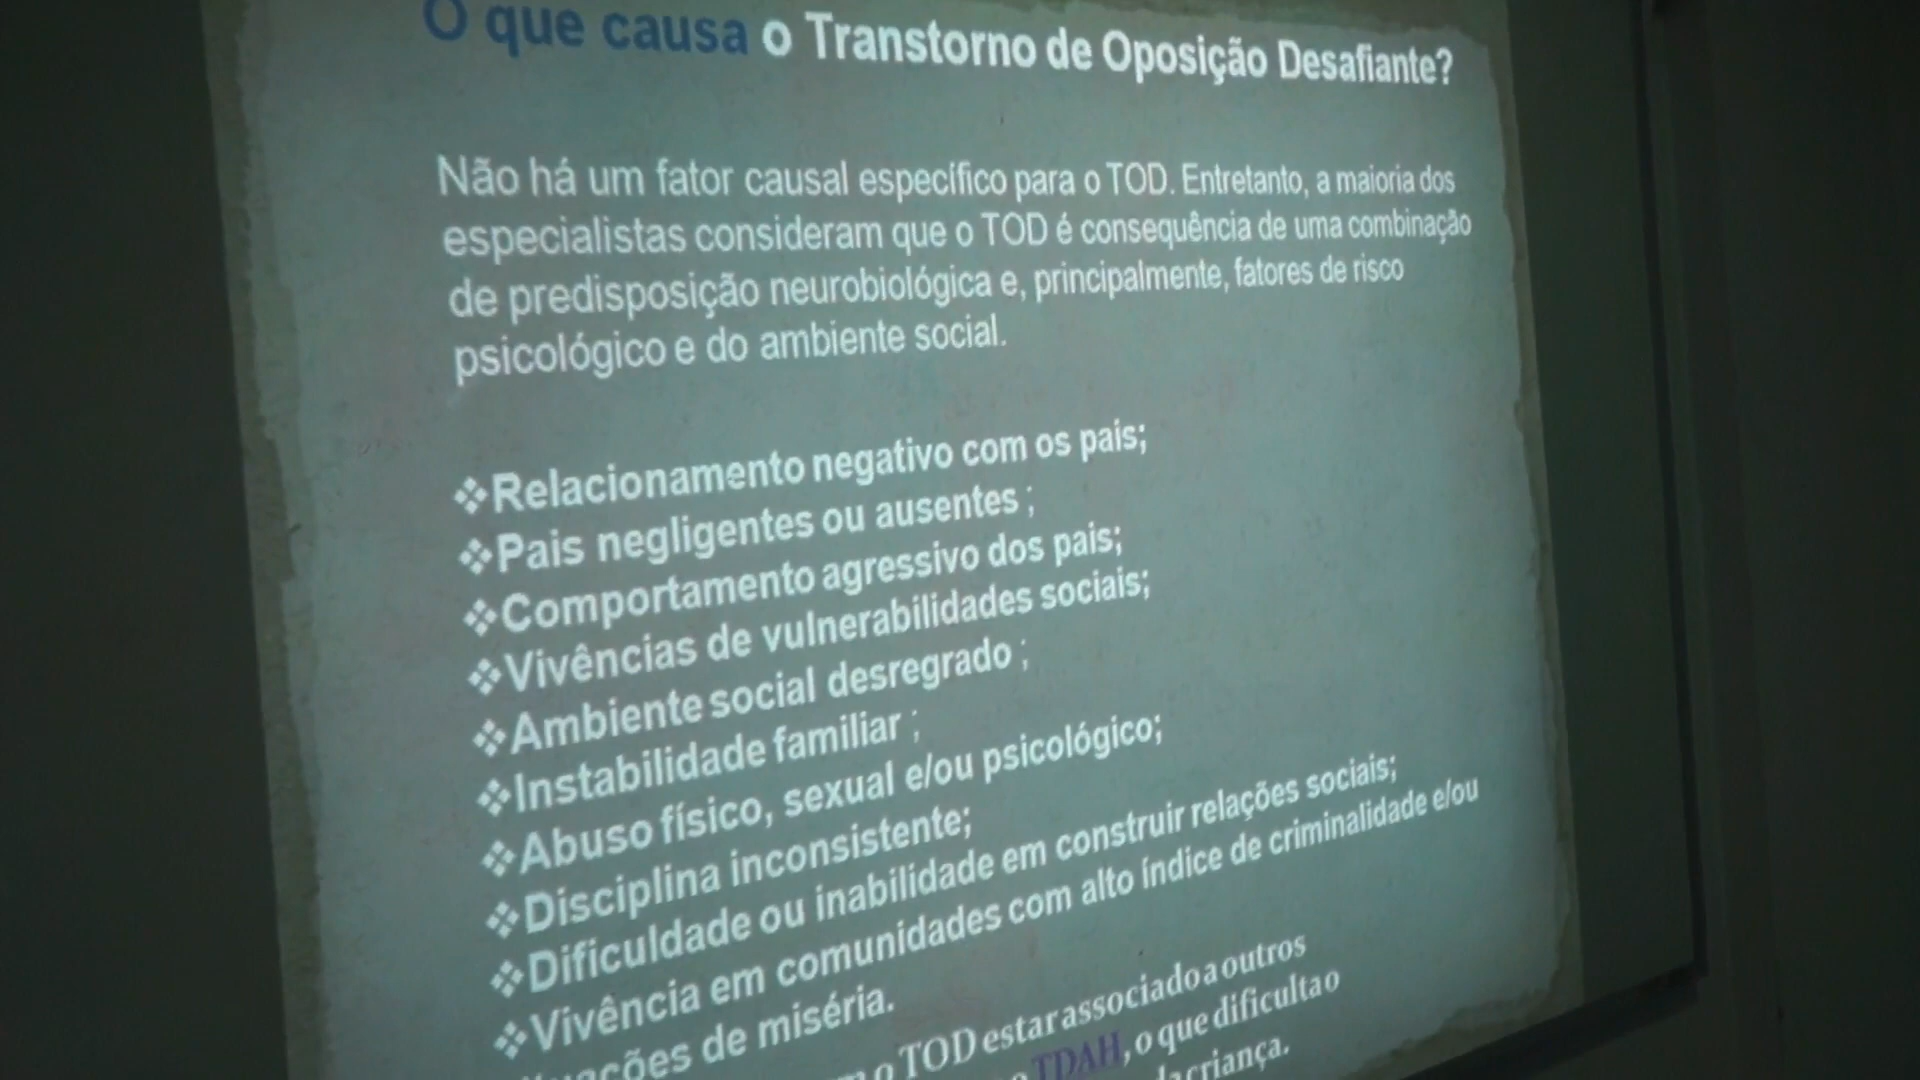 O que causa o Transtorno de Oposição Desafiante?
Não há um fator causal específico para o TOD. Entretanto, a maioria dos
especialistas consideram que o TOD é consequência de uma combinação
de predisposição neurobiológica e, principalmente, fatores de risco
psicológico e do ambiente social.
❖Relacionamento negativo com os pais;
❖Pais negligentes ou ausentes ;
❖Comportamento agressivo dos pais;
❖Vivências de vulnerabilidades sociais;
❖Ambiente social desregrado ;
❖Instabilidade familiar ;
❖Abuso físico, sexual e/ou psicológico;
❖Disciplina inconsistente;
❖Dificuldade ou inabilidade em construir relações sociais;
❖Vivência em comunidades com alto índice de criminalidade e/ou
de miséria.
o TOD estar associado a outros
TDAH, o que dificulta o
criança.